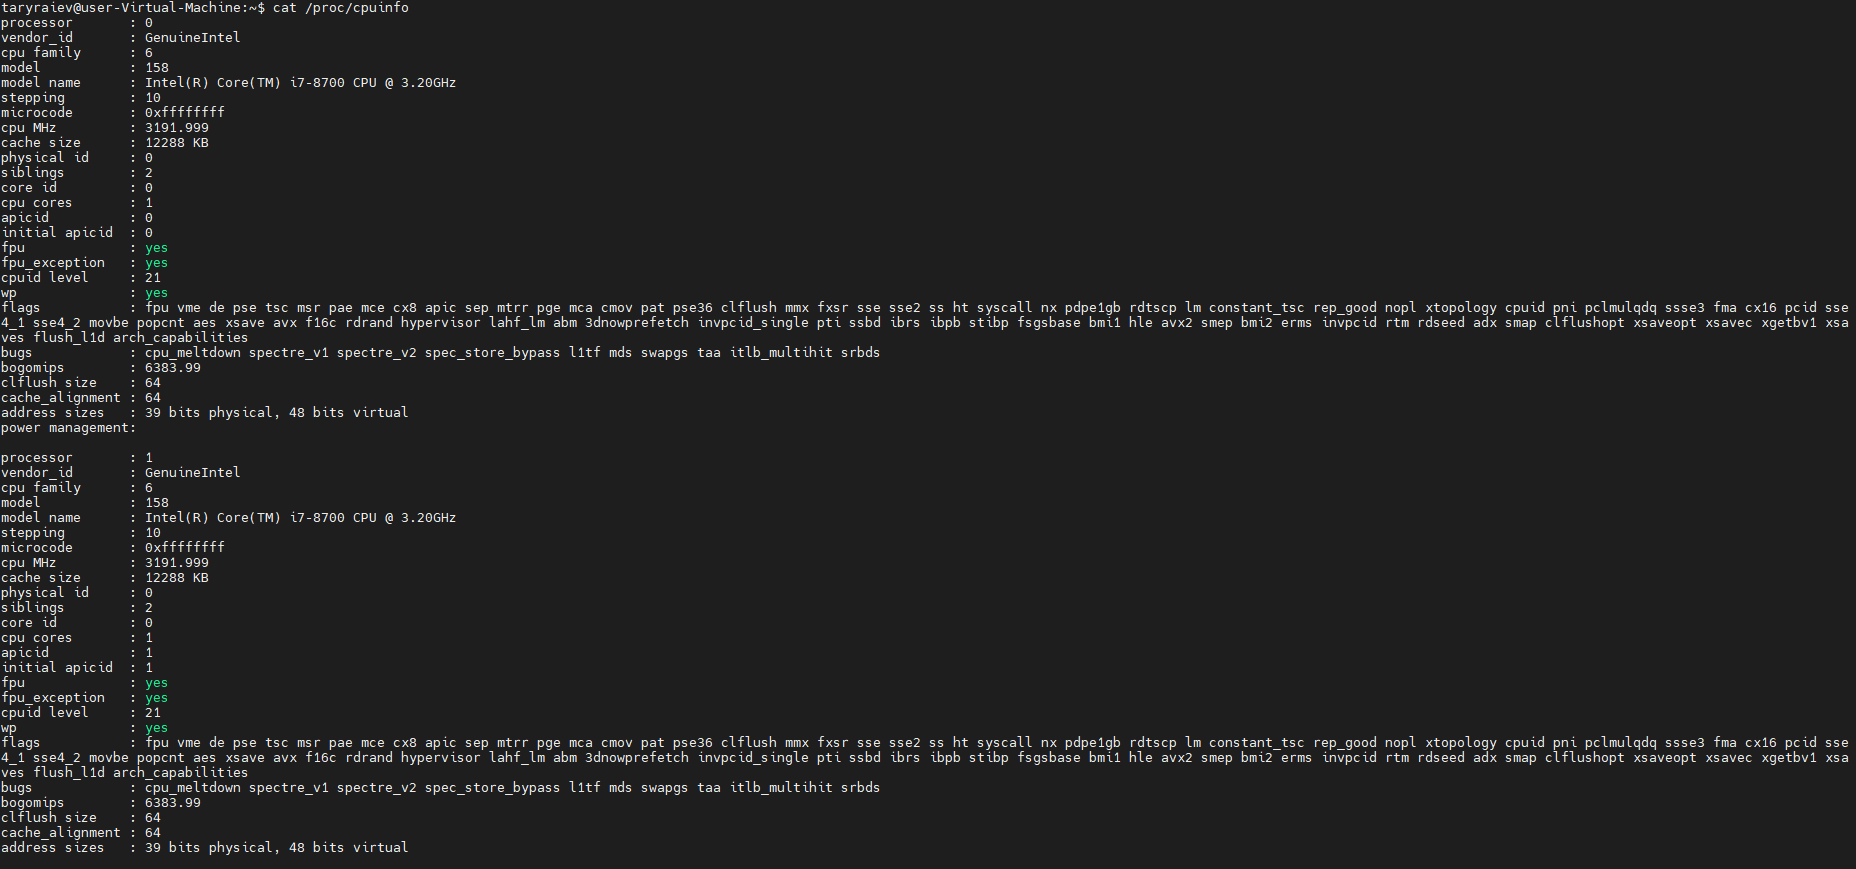 taryraiev@user-Virtual-Machine:~$ cat /proc/cpuinfo
processor       : 0
vendor_id       : GenuineIntel
cpu family      : 6
model           : 158
model name      : Intel(R) Core(TM) i7-8700 CPU @ 3.20GHz
stepping        : 10
microcode       : 0xffffffff
cpu MHz         : 3191.999
cache size      : 12288 KB
physical id     : 0
siblings        : 2
core id         : 0
cpu cores       : 1
apicid          : 0
initial apicid  : 0
fpu             : yes
fpu_exception   : yes
cpuid level     : 21
wp              : yes
flags           : fpu vme de pse tsc msr pae mce cx8 apic sep mtrr pge mca cmov pat pse36 clflush mmx fxsr sse sse2 ss ht syscall nx pdpe1gb rdtscp lm constant_tsc rep_good nopl xtopology cpuid pni pclmulqdq ssse3 fma cx16 pcid sse
4_1 sse4_2 movbe popcnt aes xsave avx f16c rdrand hypervisor lahf_lm abm 3dnowprefetch invpcid_single pti ssbd ibrs ibpb stibp fsgsbase bmi1 hle avx2 smep bmi2 erms invpcid rtm rdseed adx smap clflushopt xsaveopt xsavec xgetbv1 xsa
ves flush_l1d arch_capabilities
bugs            : cpu_meltdown spectre_v1 spectre_v2 spec_store_bypass l1tf mds swapgs taa itlb_multihit srbds
bogomips        : 6383.99
clflush size    : 64
cache_alignment : 64
address sizes   : 39 bits physical, 48 bits virtual
power management:
processor       : 1
vendor_id       : GenuineIntel
cpu family      : 6
model           : 158
model name      : Intel(R) Core(TM) i7-8700 CPU @ 3.20GHz
stepping        : 10
microcode       : 0xffffffff
cpu MHz         : 3191.999
cache size      : 12288 KB
physical id     : 0
siblings        : 2
core id         : 0
cpu cores       : 1
apicid          : 1
initial apicid  : 1
fpu             : yes
fpu_exception   : yes
cpuid level     : 21
wp              : yes
flags           : fpu vme de pse tsc msr pae mce cx8 apic sep mtrr pge mca cmov pat pse36 clflush mmx fxsr sse sse2 ss ht syscall nx pdpe1gb rdtscp lm constant_tsc rep_good nopl xtopology cpuid pni pclmulqdq ssse3 fma cx16 pcid sse
4_1 sse4_2 movbe popcnt aes xsave avx f16c rdrand hypervisor lahf_lm abm 3dnowprefetch invpcid_single pti ssbd ibrs ibpb stibp fsgsbase bmi1 hle avx2 smep bmi2 erms invpcid rtm rdseed adx smap clflushopt xsaveopt xsavec xgetbv1 xsa
ves flush_l1d arch_capabilities
bugs            : cpu_meltdown spectre_v1 spectre_v2 spec_store_bypass l1tf mds swapgs taa itlb_multihit srbds
bogomips        : 6383.99
clflush size    : 64
cache_alignment : 64
address sizes   : 39 bits physical, 48 bits virtual